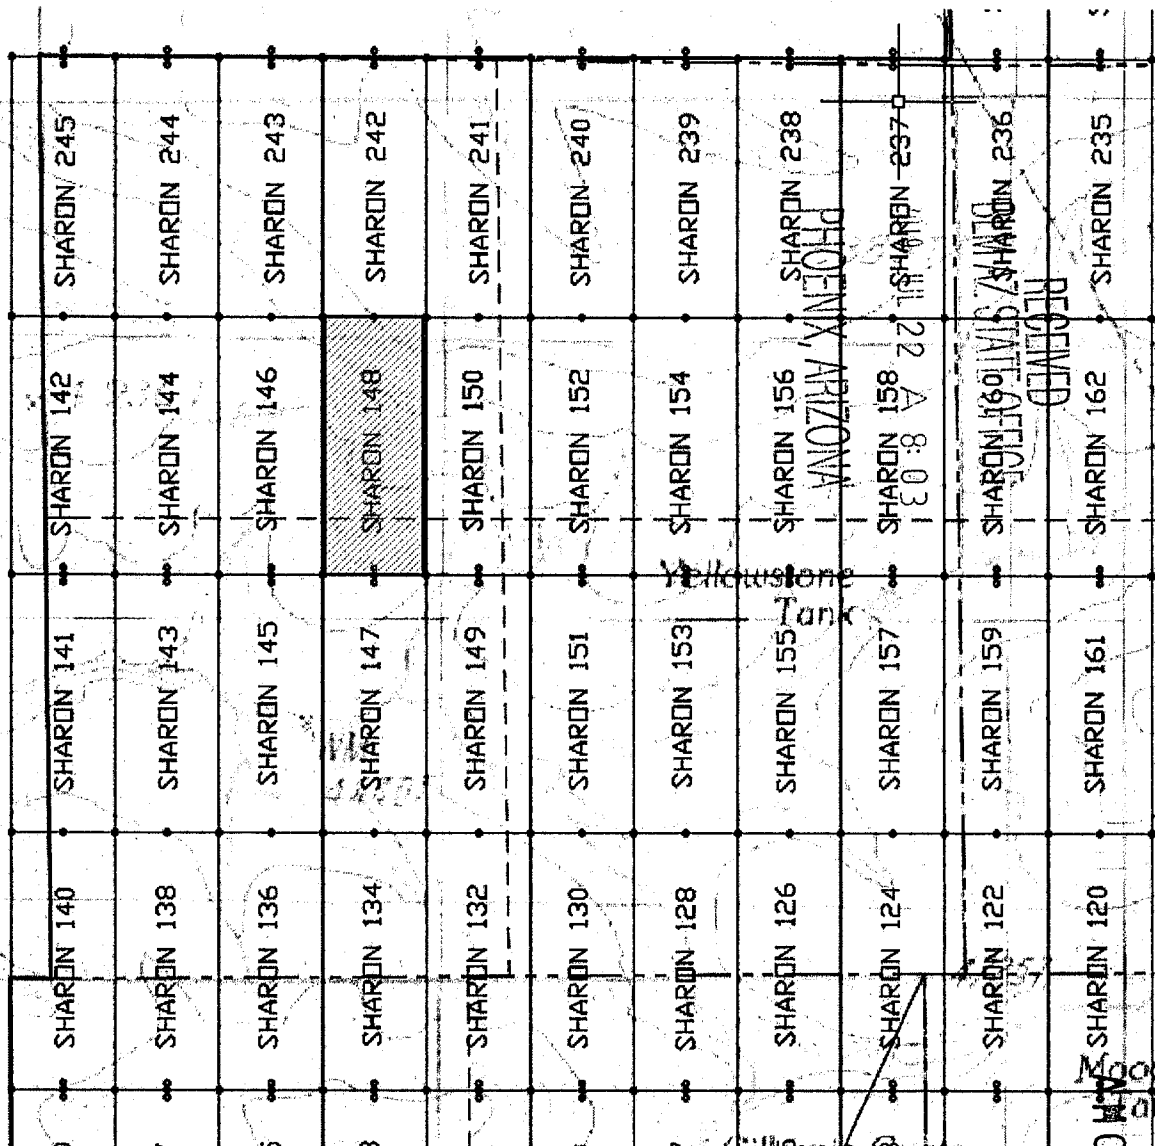 SHARON 245
SHARON 244
SHARON 243
SHARON 242
SHARON 241
SHARON 240
SHARON 239
SHARON 238
SHARON 237
SHARON 236
SHARON 235
RECEIVED
BLM AZ STATE OFFICE
JUL 22 A 8:03
PHOENIX, ARIZONA
SHARON 142
SHARON 144
SHARON 146
SHARON 148
SHARON 150
SHARON 152
SHARON 154
SHARON 156
SHARON 158
SHARON 160
SHARON 162
Yellowstone
Tank
SHARON 141
SHARON 143
SHARON 145
SHARON 147
SHARON 149
SHARON 151
SHARON 153
SHARON 155
SHARON 157
SHARON 159
SHARON 161
SHARON 140
SHARON 138
SHARON 136
SHARON 134
SHARON 132
SHARON 130
SHARON 128
SHARON 126
SHARON 124
SHARON 122
SHARON 120